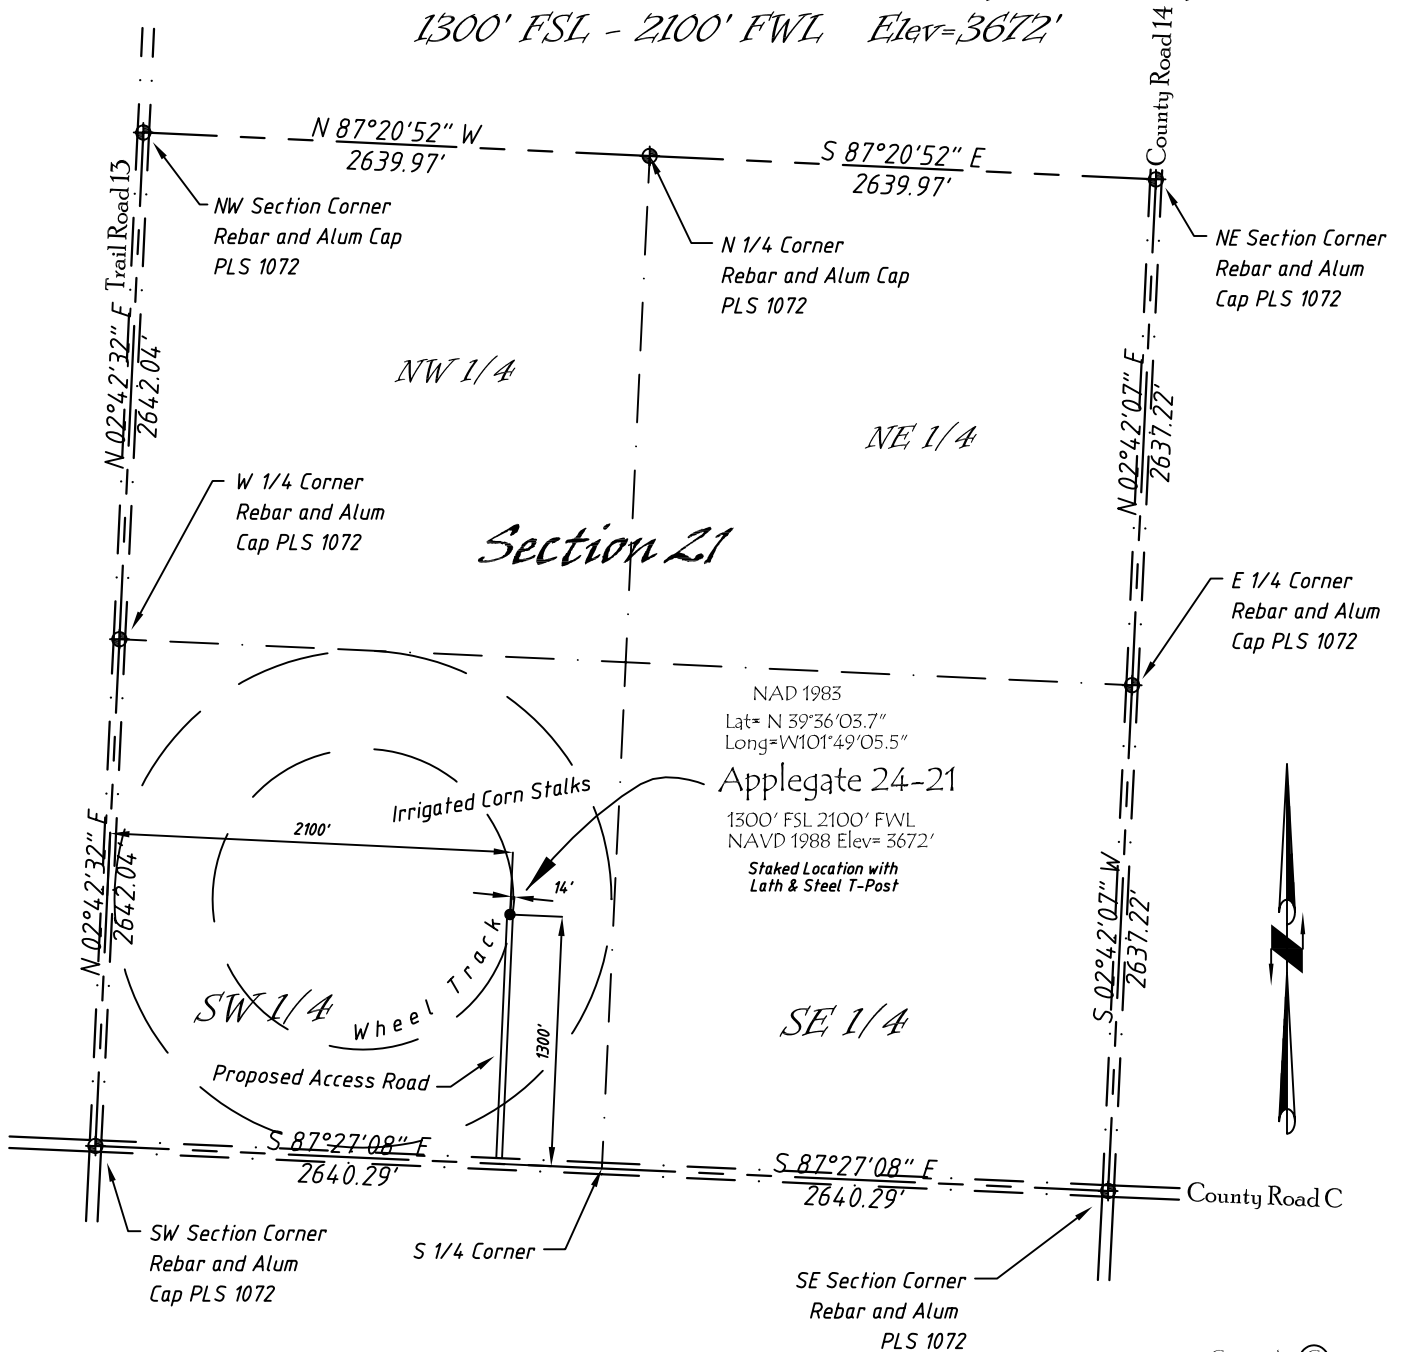 1300' FSL - 2100' FWL Elev=3672'
County Road 14
N 87°20'52" W
2639.97'
S 87°20'52" E
2639.97'
Trail Road 13
NW Section Corner
Rebar and Alum Cap
PLS 1072
N 1/4 Corner
Rebar and Alum Cap
PLS 1072
NE Section Corner
Rebar and Alum
Cap PLS 1072
N 02°42'32" E
2642.04'
NW 1/4
NE 1/4
N 02°42'07" E
2637.22'
W 1/4 Corner
Rebar and Alum
Cap PLS 1072
Section 21
E 1/4 Corner
Rebar and Alum
Cap PLS 1072
NAD 1983
Lat= N 39°36'03.7"
Long=W101°49'05.5"
Applegate 24-21
1300' FSL 2100' FWL
NAVD 1988 Elev= 3672'
Staked Location with
Lath & Steel T-Post
Irrigated Corn Stalks
2100'
14'
N 02°42'32" E
2642.04'
S 02°42'07" W
2637.22'
Wheel Track
SW 1/4
SE 1/4
1300'
Proposed Access Road
S 87°27'08" E
2640.29'
S 87°27'08" E
2640.29'
County Road C
SW Section Corner
Rebar and Alum
Cap PLS 1072
S 1/4 Corner
SE Section Corner
Rebar and Alum
PLS 1072